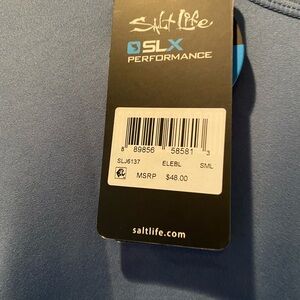 Salt Life
SLX
PERFORMANCE
8 89856 58581 3
SLJ6137 ELEBL SML
MSRP $48.00
saltlife.com